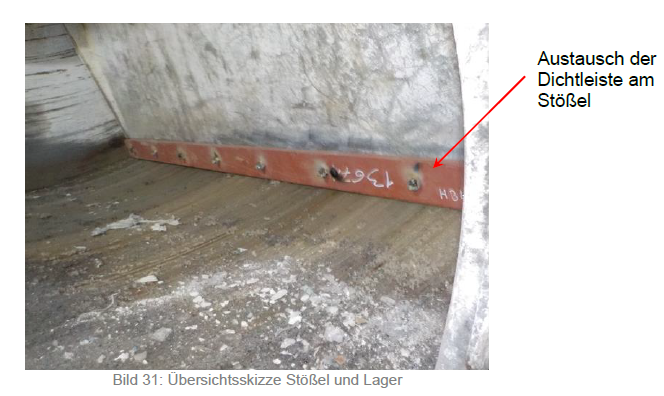 Austausch der
Dichtleiste am
Stößel
Bild 31: Übersichtsskizze Stößel und Lager